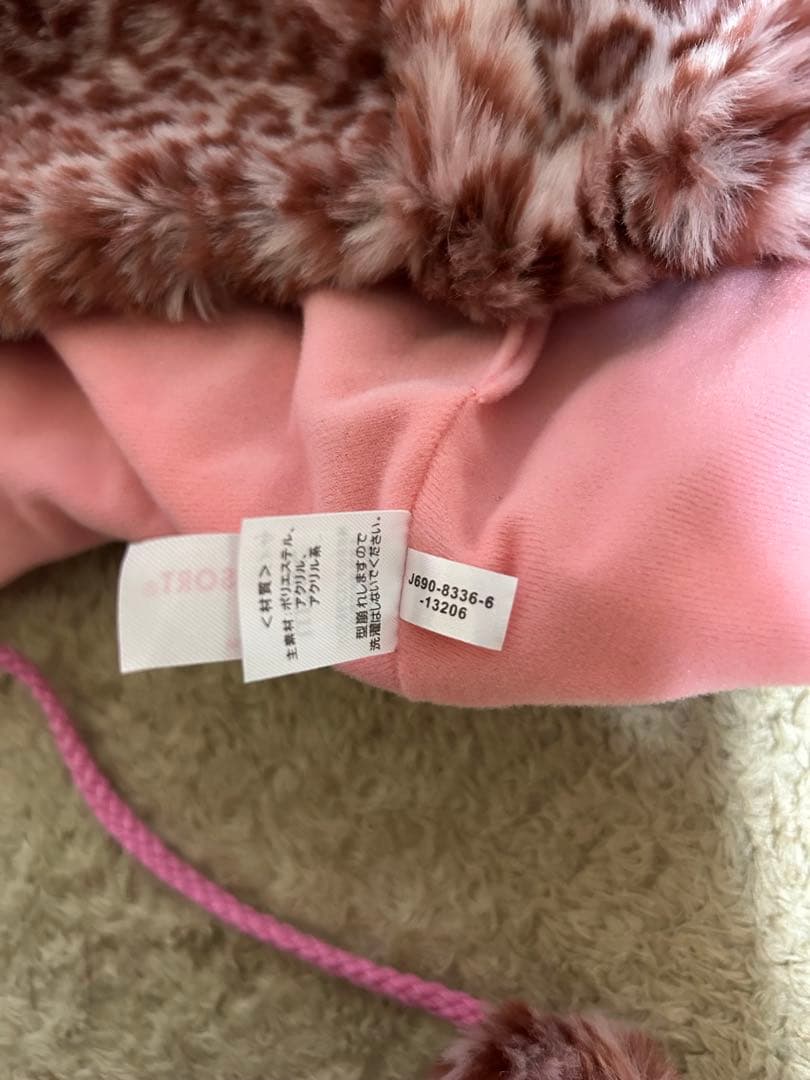 <材質>
主素材:ポリエステル、
アクリル、
アクリル系
型崩れしますので
洗濯はしないでください。
J690-8336-6
-13206
SORT®